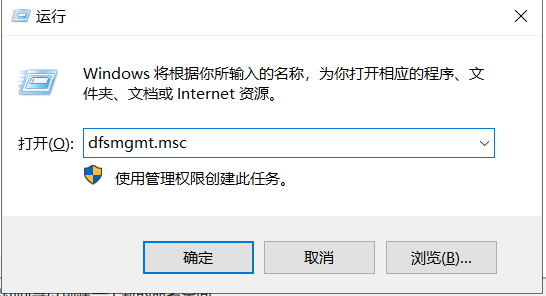 运行
Windows 将根据你所输入的名称，为你打开相应的程序、文
件夹、文档或 Internet 资源。
打开(O): dfsmgmt.msc
使用管理权限创建此任务。
确定 取消 浏览(B)...